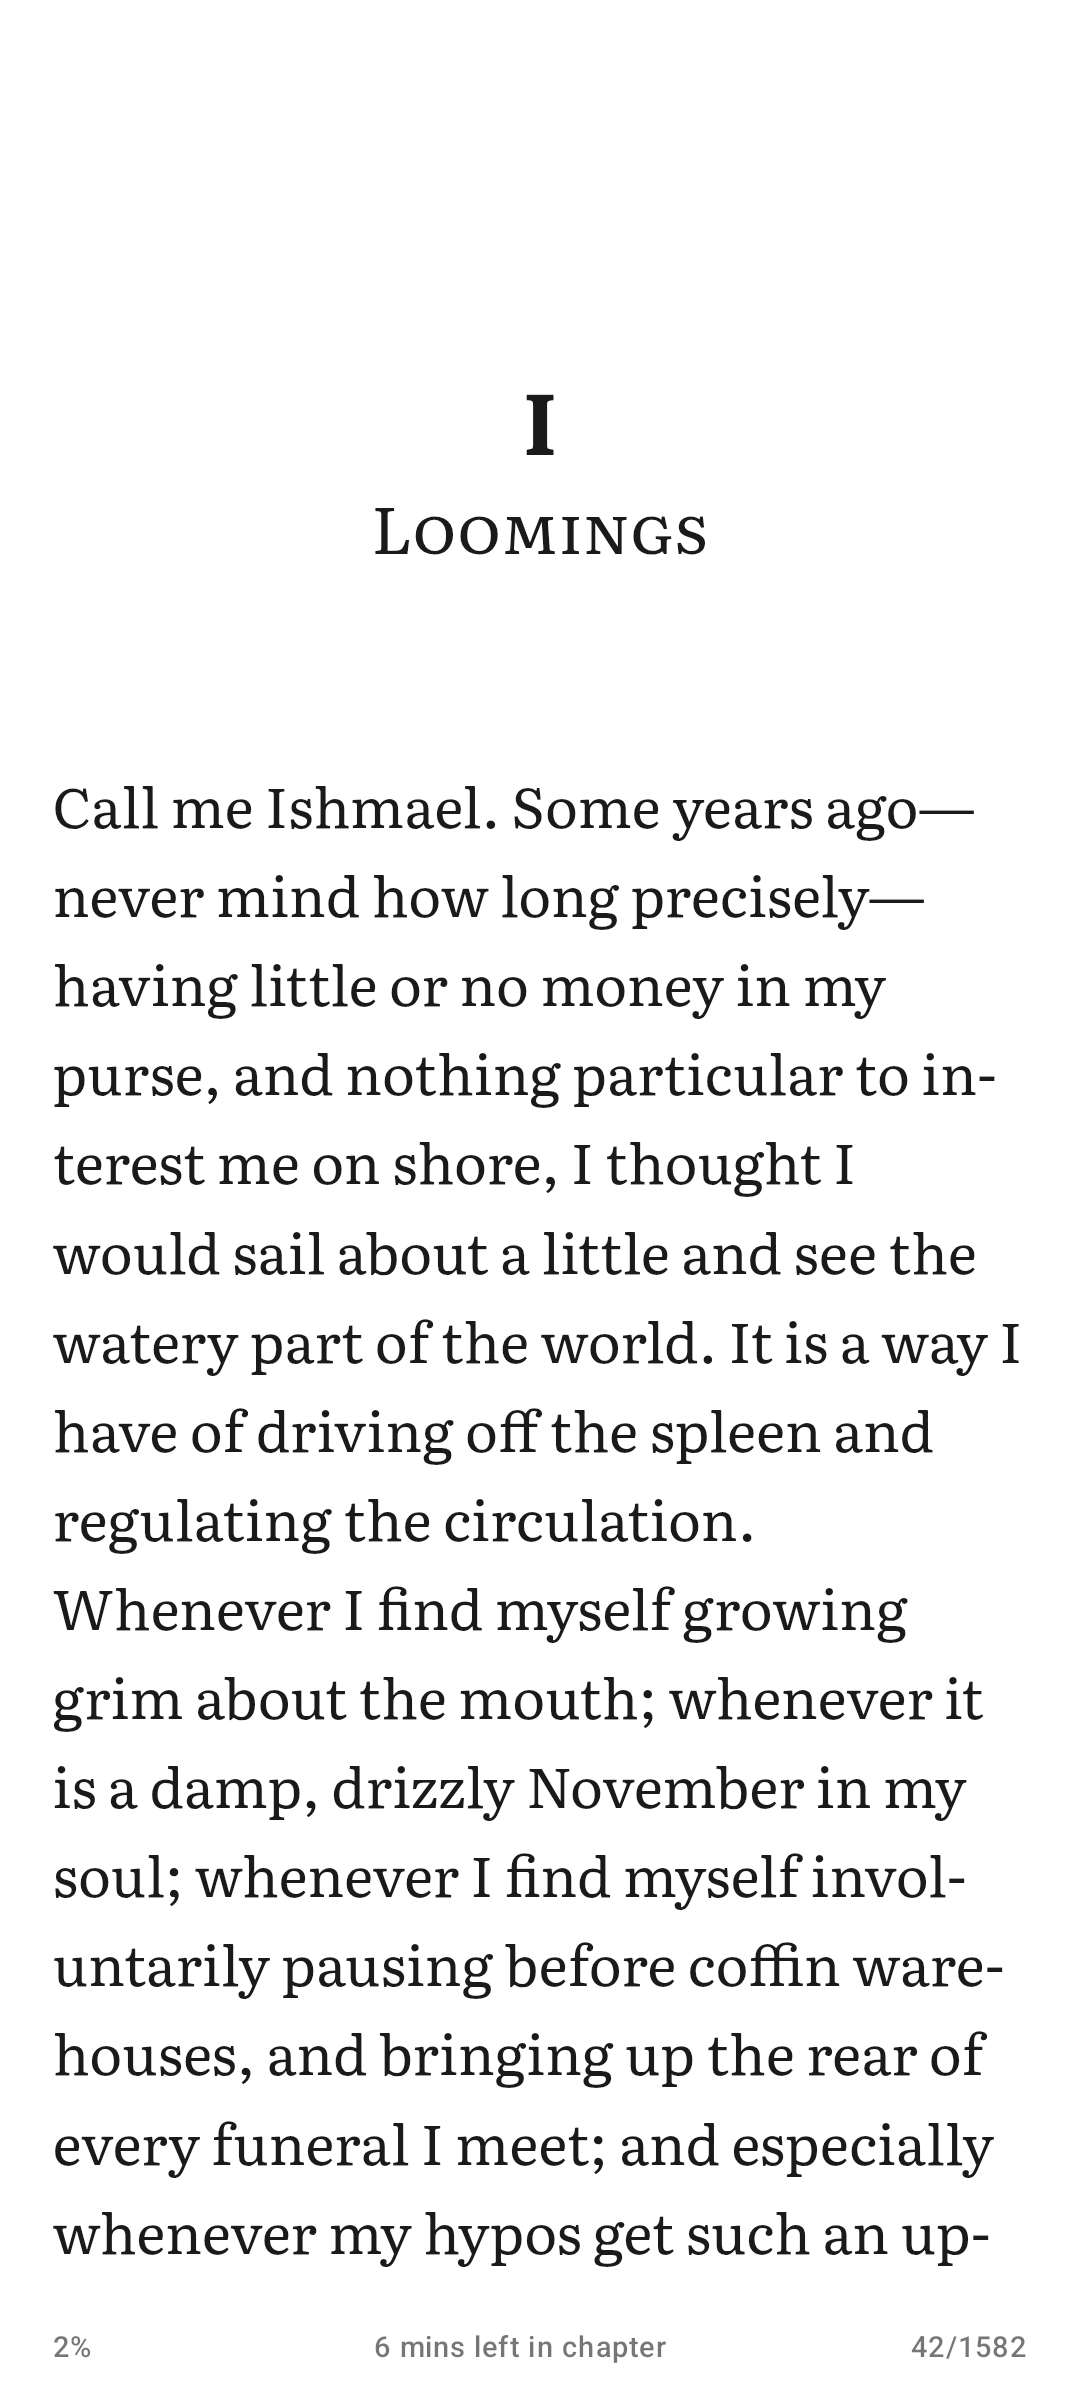 I
Loomings
Call me Ishmael. Some years ago—
never mind how long precisely—
having little or no money in my
purse, and nothing particular to in-
terest me on shore, I thought I
would sail about a little and see the
watery part of the world. It is a way I
have of driving off the spleen and
regulating the circulation.
Whenever I find myself growing
grim about the mouth; whenever it
is a damp, drizzly November in my
soul; whenever I find myself invol-
untarily pausing before coffin ware-
houses, and bringing up the rear of
every funeral I meet; and especially
whenever my hypos get such an up-
2% 6 mins left in chapter 42/1582